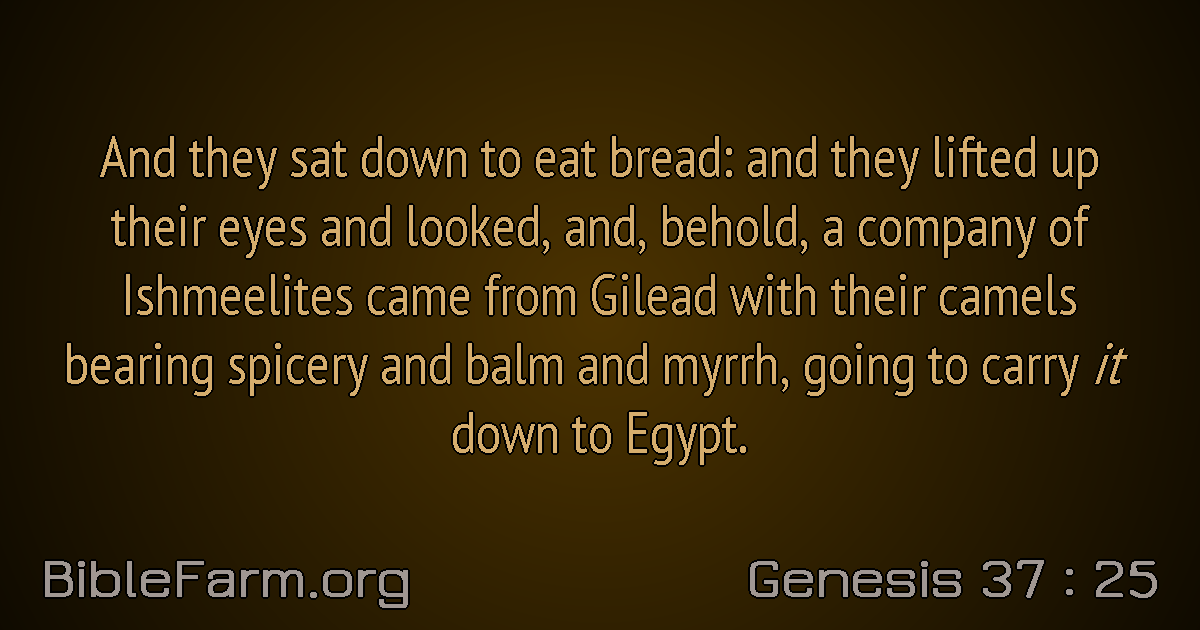 And they sat down to eat bread: and they lifted up
their eyes and looked, and, behold, a company of
Ishmeelites came from Gilead with their camels
bearing spicery and balm and myrrh, going to carry it
down to Egypt.
BibleFarm.org
Genesis 37 : 25